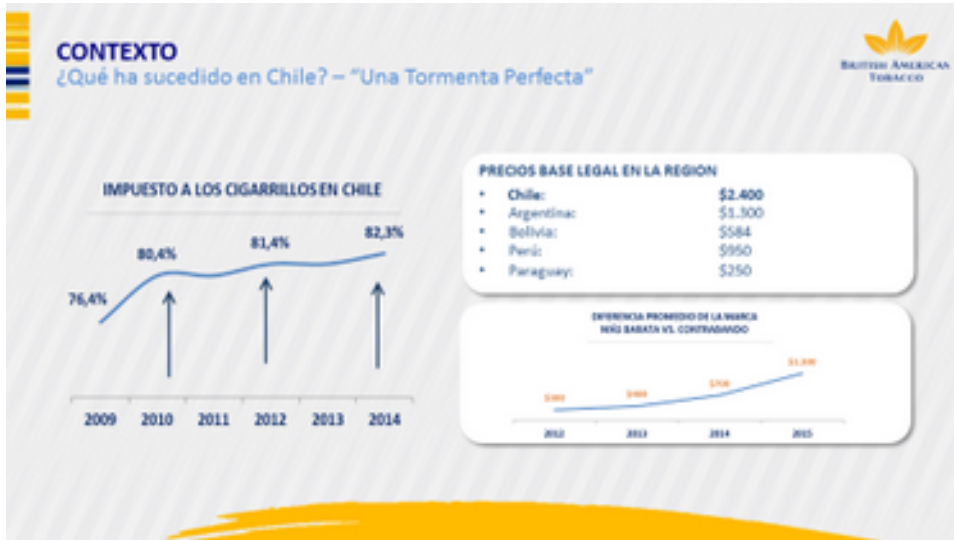 CONTEXTO
¿Qué ha sucedido en Chile? – “Una Tormenta Perfecta”
BRITISH AMERICAN
TOBACCO
IMPUESTO A LOS CIGARRILLOS EN CHILE
76,4%
80,4%
81,4%
82,3%
2009 2010 2011 2012 2013 2014
PRECIOS BASE LEGAL EN LA REGION
• Chile: $2.400
• Argentina: $1.300
• Bolivia: $584
• Perú: $950
• Paraguay: $250
DIFERENCIA PROMEDIO DE LA MARCA
MÁS BARATA VS. CONTRABANDO
$700
2012 2013 2014 2015